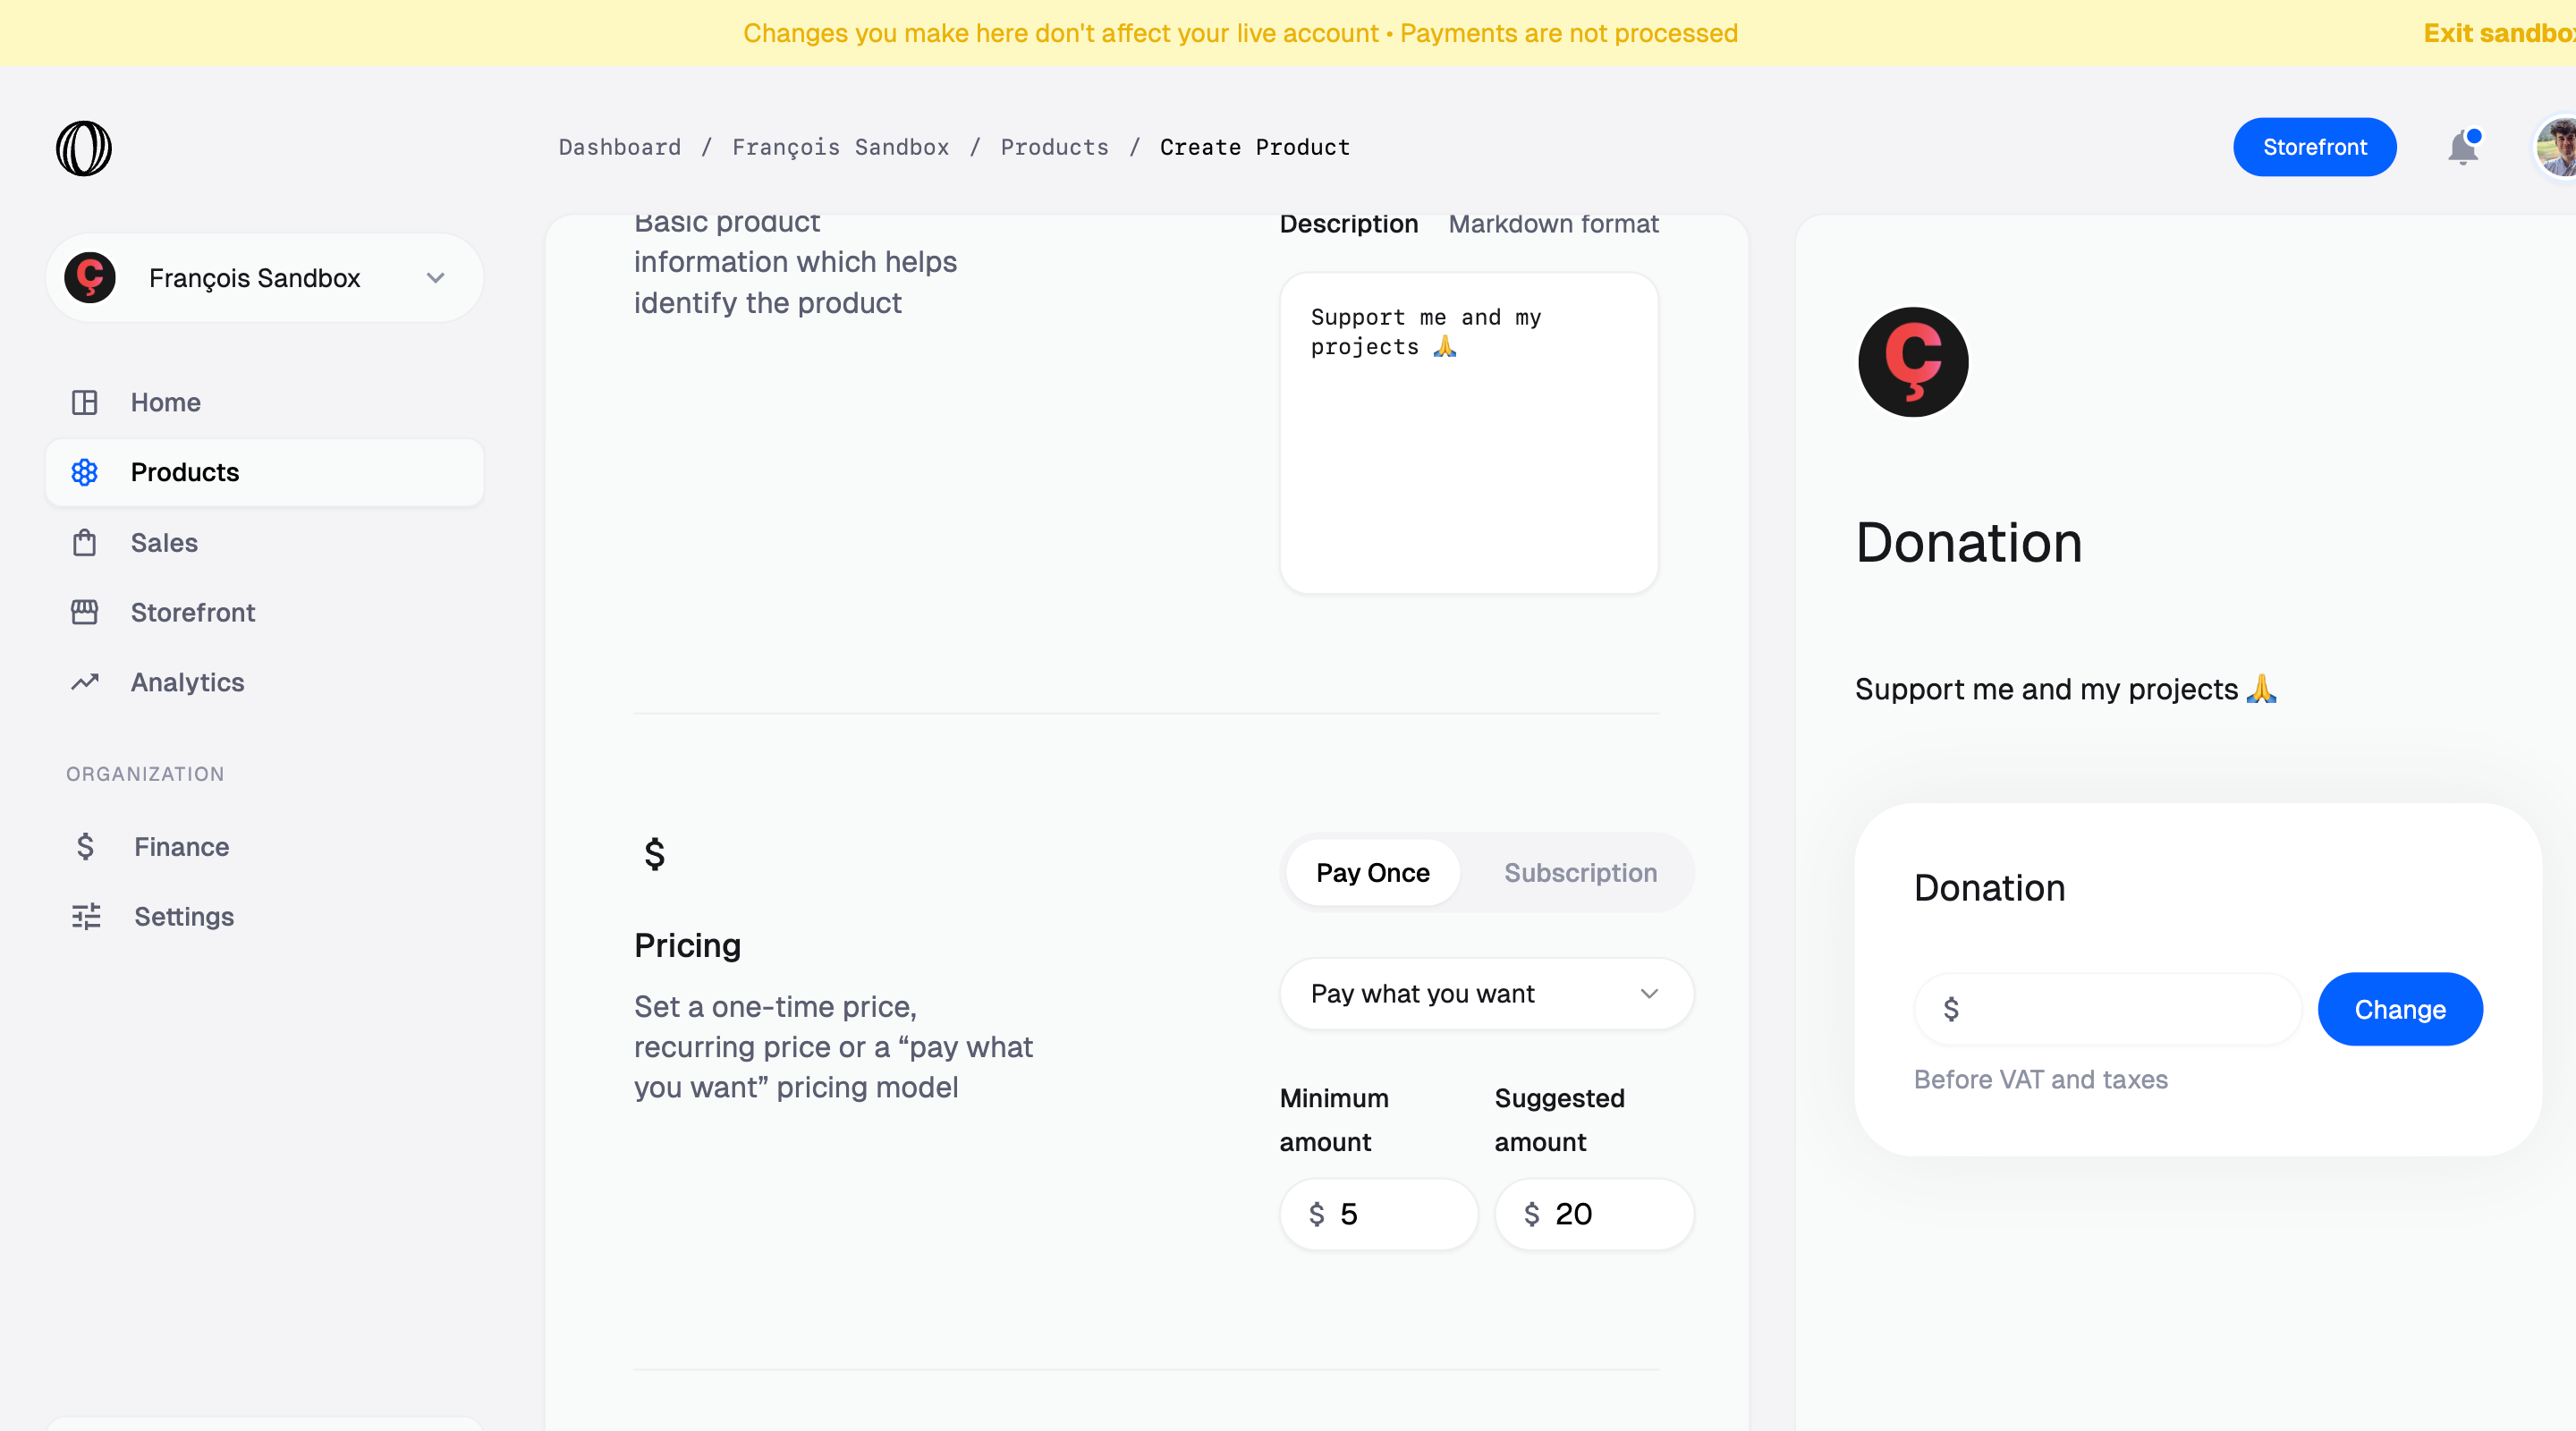 Changes you make here don't affect your live account • Payments are not processed
Exit sandbox
Dashboard / François Sandbox / Products / Create Product
Storefront
François Sandbox
Home
Products
Sales
Storefront
Analytics
ORGANIZATION
$ Finance
Settings
Basic product
information which helps
identify the product
Description Markdown format
Support me and my
projects 🙏
$
Pricing
Set a one-time price,
recurring price or a “pay what
you want” pricing model
Pay Once Subscription
Pay what you want
Minimum
amount
$ 5
Suggested
amount
$ 20
Ç
Donation
Support me and my projects 🙏
Donation
$
Change
Before VAT and taxes